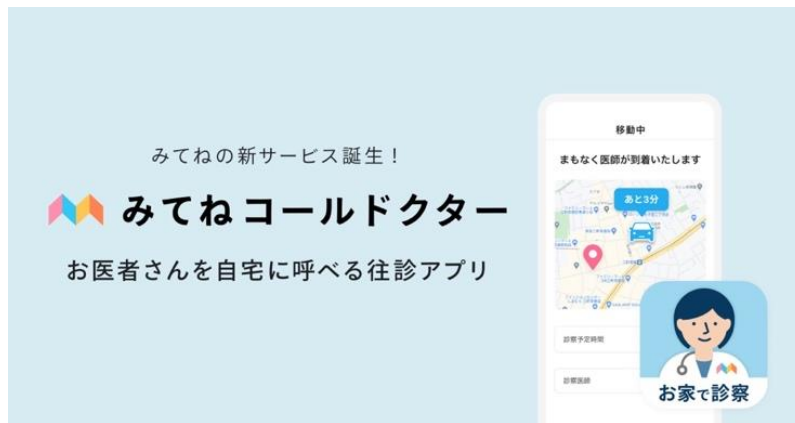 みてねの新サービス誕生！
みてねコールドクター
お医者さんを自宅に呼べる往診アプリ
移動中
まもなく医師が到着いたします
あと3分
診察予定時間
診察医師
お家で診察